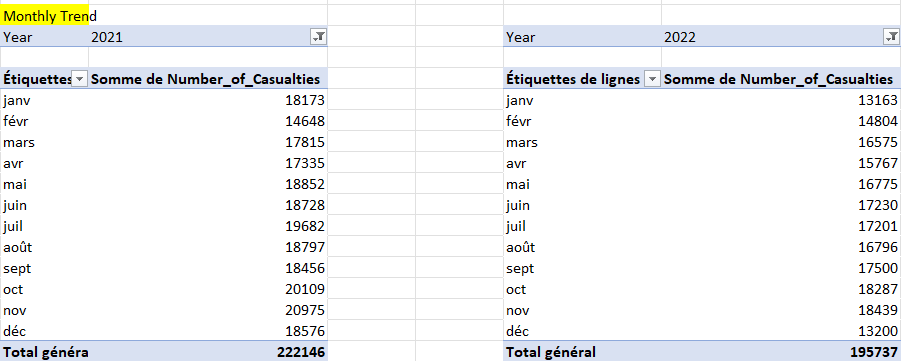 Monthly Trend
Year 2021 Year 2022
Étiquettes Somme de Number_of_Casualties Étiquettes de lignes Somme de Number_of_Casualties
janv 18173 janv 13163
févr 14648 févr 14804
mars 17815 mars 16575
avr 17335 avr 15767
mai 18852 mai 16775
juin 18728 juin 17230
juil 19682 juil 17201
août 18797 août 16796
sept 18456 sept 17500
oct 20109 oct 18287
nov 20975 nov 18439
déc 18576 déc 13200
Total généra 222146 Total général 195737